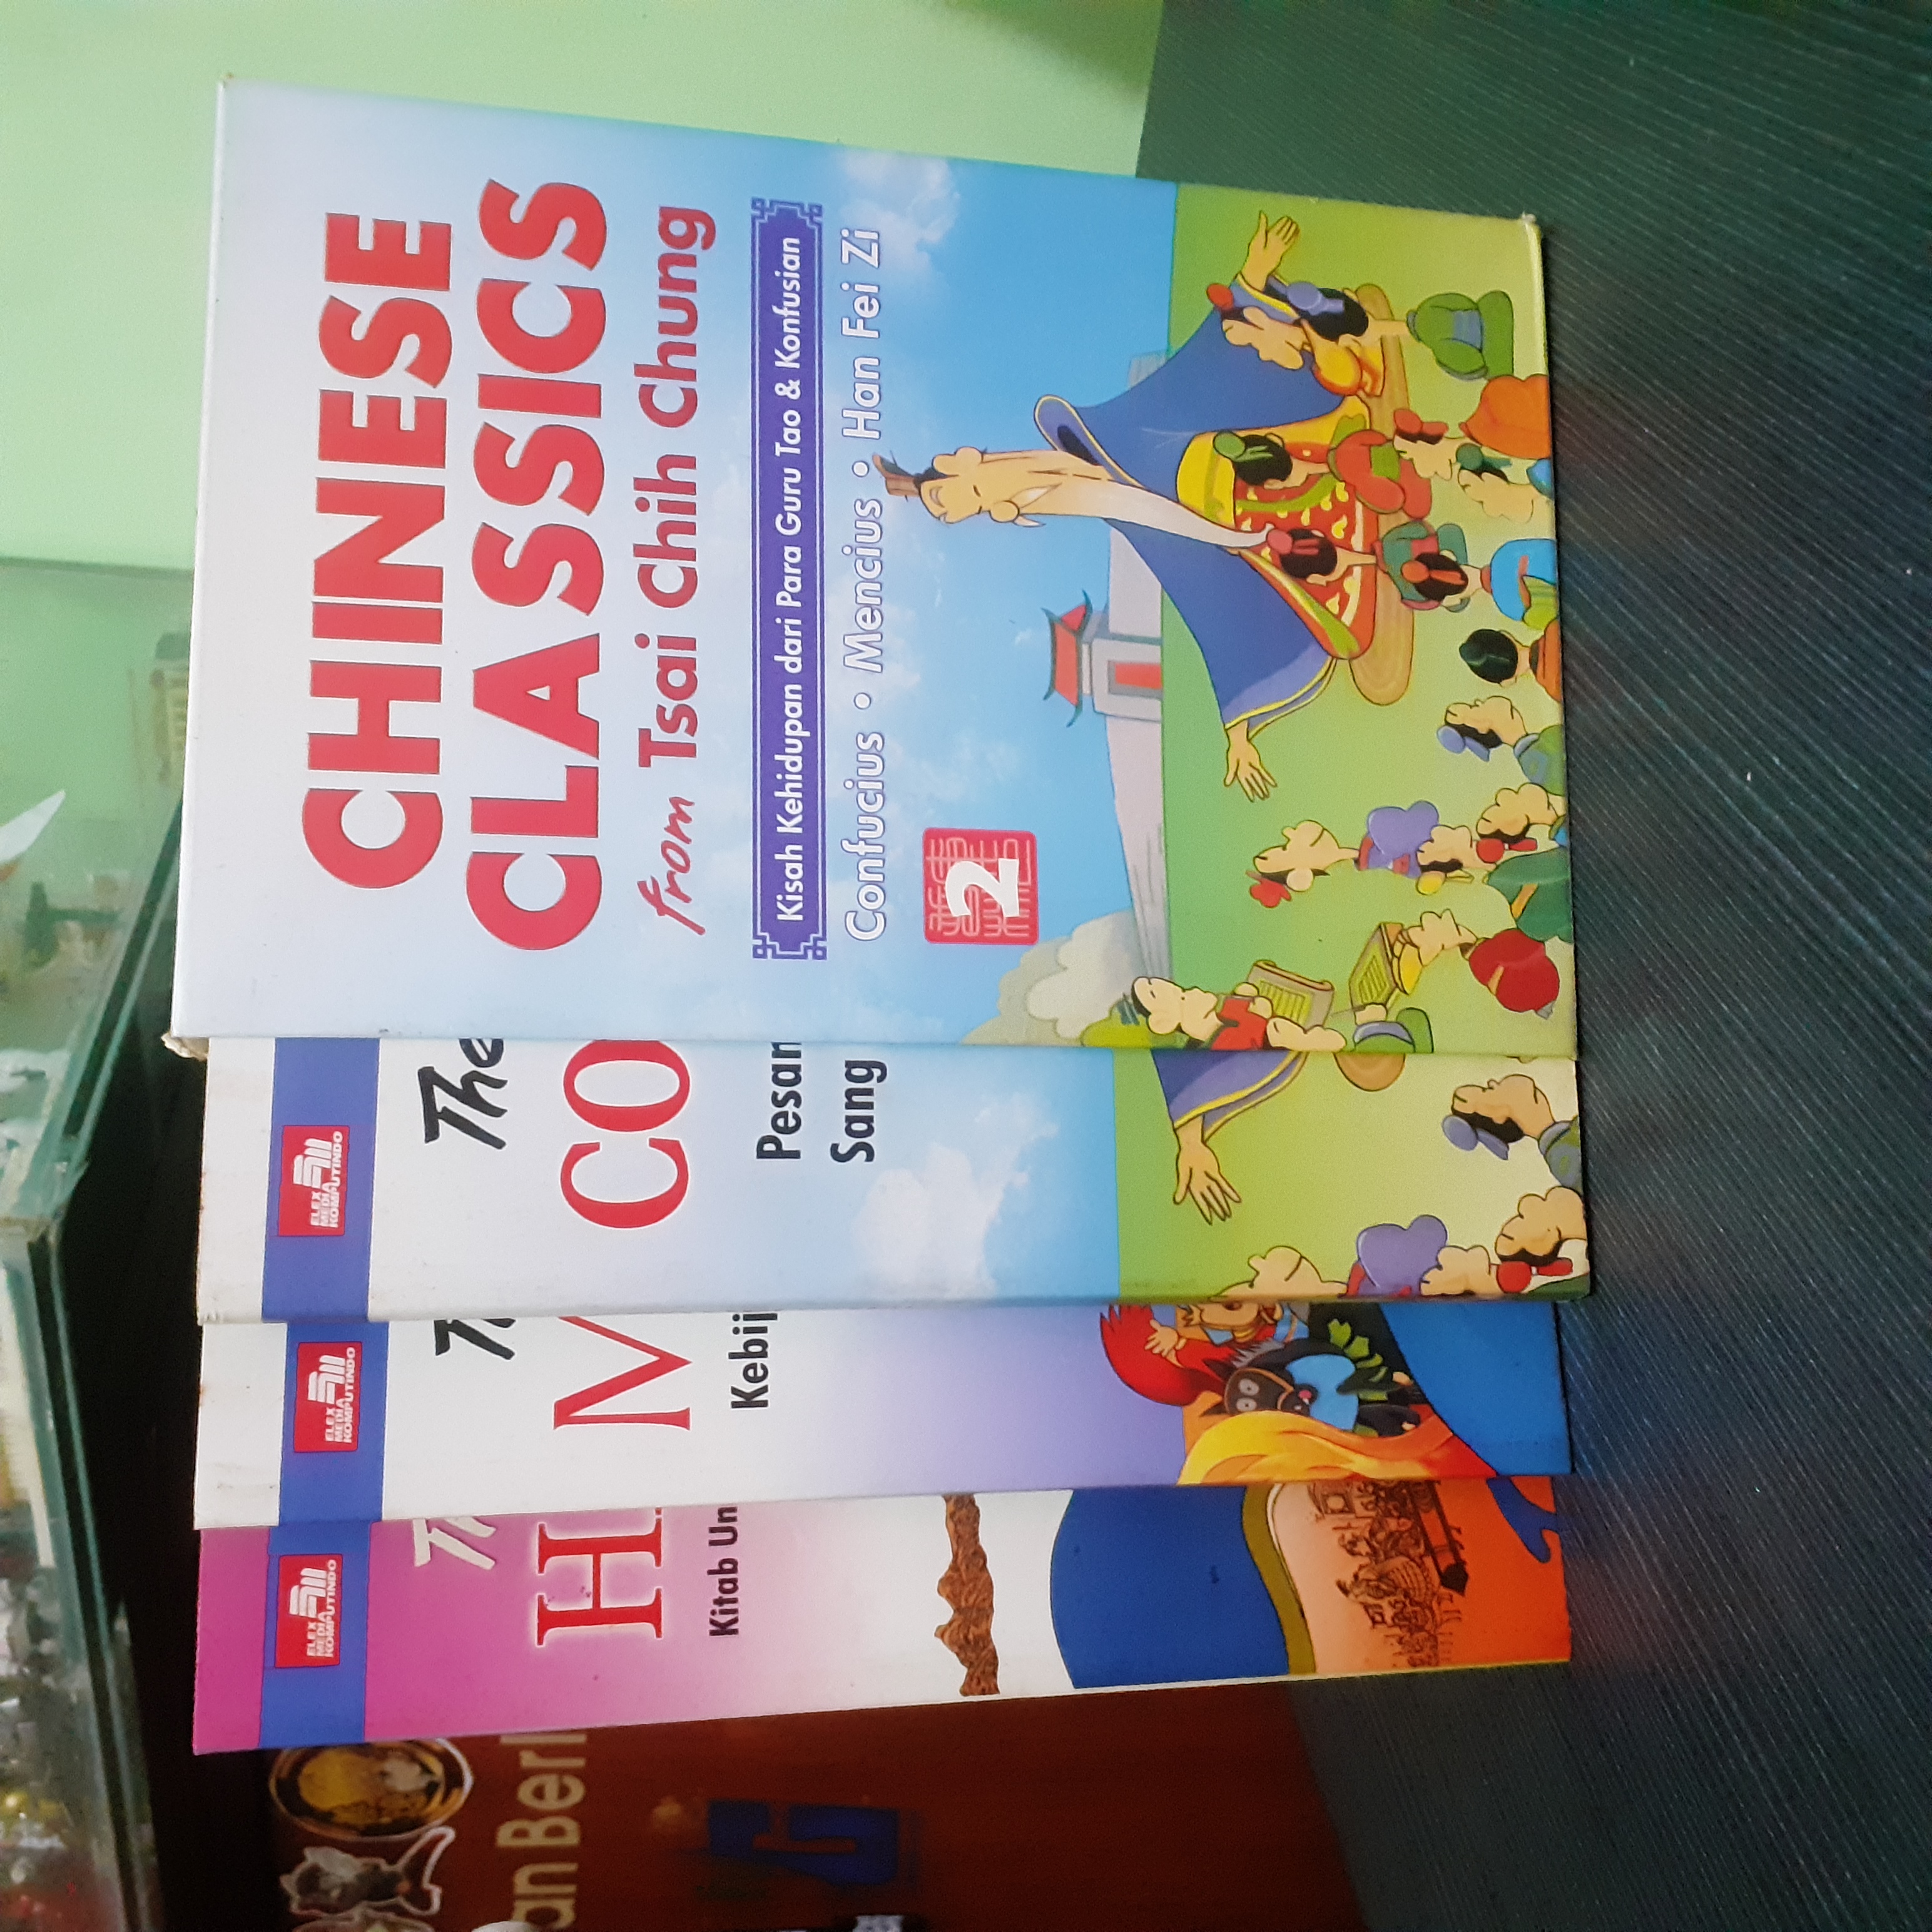 ELEX
MEDIA
KOMPUTINDO
Kitab Un
ELEX
MEDIA
KOMPUTINDO
Kebij
ELEX
MEDIA
KOMPUTINDO
The
CO
Pesan
Sang
CHINESE
CLASSICS
from Tsai Chih Chung
Kisah Kehidupan dari Para Guru Tao & Konfusian
Confucius • Mencius • Han Fei Zi
2
an Berl